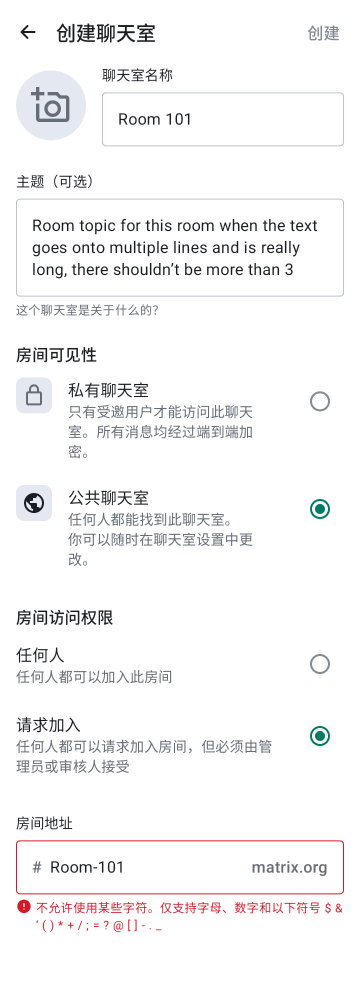 创建聊天室
创建
聊天室名称
Room 101
主题（可选）
Room topic for this room when the text
goes onto multiple lines and is really
long, there shouldn’t be more than 3
这个聊天室是关于什么的？
房间可见性
私有聊天室
只有受邀用户才能访问此聊天
室。所有消息均经过端到端加
密。
公共聊天室
任何人都能找到此聊天室。
你可以随时在聊天室设置中更
改。
房间访问权限
任何人
任何人都可以加入此房间
请求加入
任何人都可以请求加入房间，但必须由管
理员或审核人接受
房间地址
# Room-101 matrix.org
不允许使用某些字符。仅支持字母、数字和以下符号 $ &
‘ ( ) * + / ; = ? @ [ ] - . _